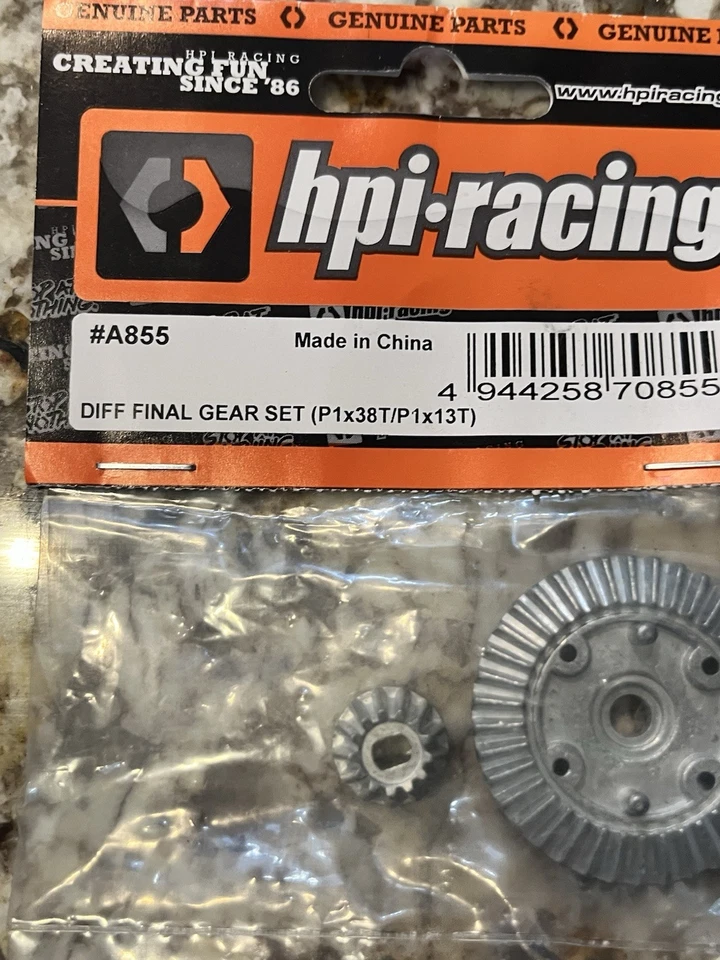 GENUINE PARTS GENUINE PARTS GENUINE
HPI RACING
CREATING FUN
SINCE '86
www.hpiracing
hpi·racing
#A855
Made in China
4 944258 70855
DIFF FINAL GEAR SET (P1x38T/P1x13T)